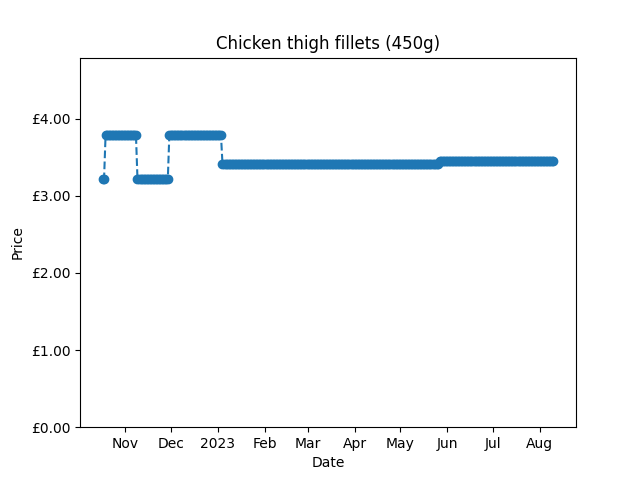 Chicken thigh fillets (450g)
£4.00
£3.00
£2.00
£1.00
£0.00
Price
Nov Dec 2023 Feb Mar Apr May Jun Jul Aug
Date